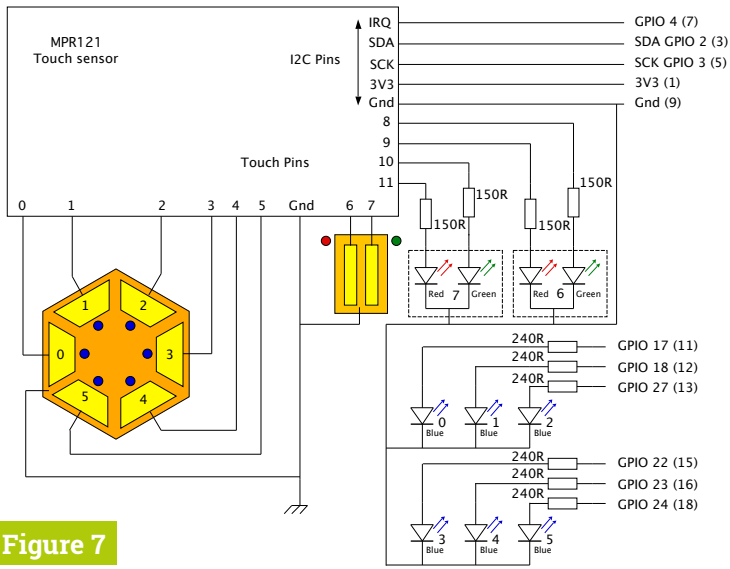 MPR121
Touch sensor
I2C Pins
IRQ
SDA
SCK
3V3
Gnd
8
9
10
11
GPIO 4 (7)
SDA GPIO 2 (3)
SCK GPIO 3 (5)
3V3 (1)
Gnd (9)
Touch Pins
0 1 2 3 4 5 Gnd 6 7
150R
150R
150R
150R
Red 7 Green
Red 6 Green
1 2
0 3
5 4
240R GPIO 17 (11)
240R GPIO 18 (12)
240R GPIO 27 (13)
0 1 2
Blue Blue Blue
240R GPIO 22 (15)
240R GPIO 23 (16)
240R GPIO 24 (18)
3 4 5
Blue Blue Blue
Figure 7